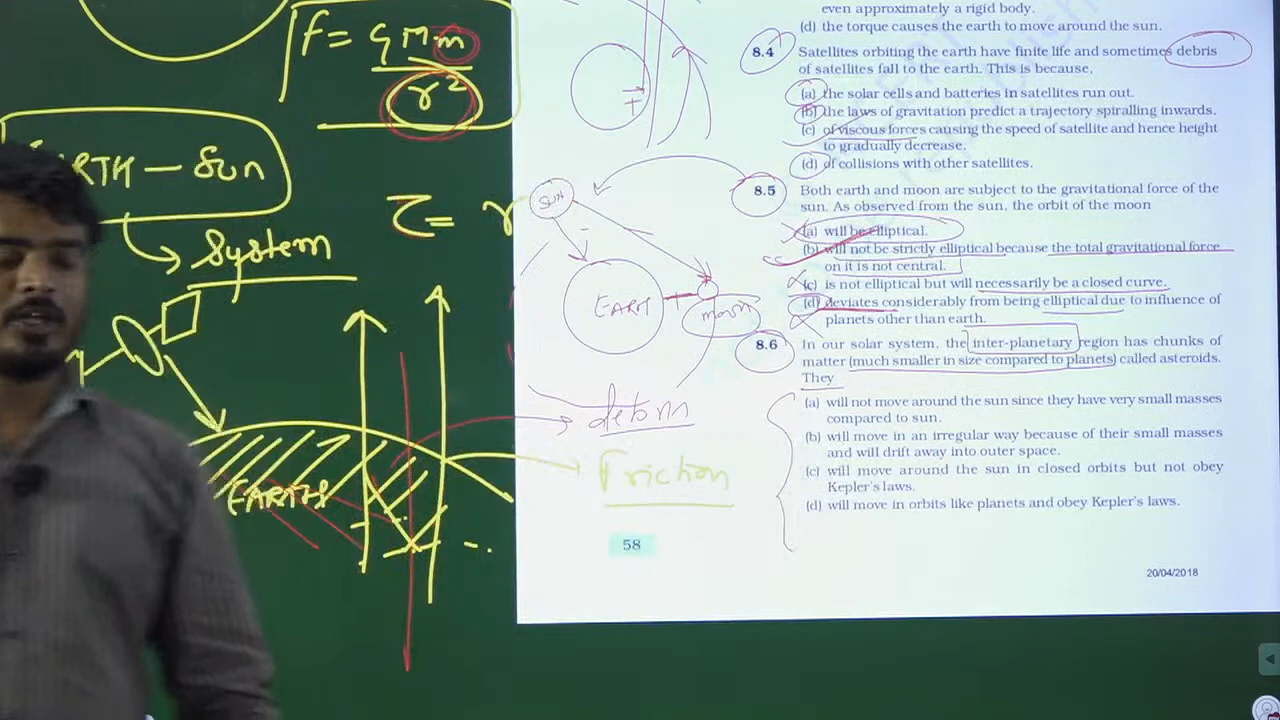 F = GMm
r²
EARTH – Sun
System
τ = r
EARTH
even approximately a rigid body.
(d) the torque causes the earth to move around the sun.
8.4 Satellites orbiting the earth have finite life and sometimes debris
of satellites fall to the earth. This is because,
(a) the solar cells and batteries in satellites run out.
(b) the laws of gravitation predict a trajectory spiralling inwards.
(c) of viscous forces causing the speed of satellite and hence height
to gradually decrease.
(d) of collisions with other satellites.
SUN
EARTH
moon
8.5 Both earth and moon are subject to the gravitational force of the
sun. As observed from the sun, the orbit of the moon
(a) will be elliptical.
(b) will not be strictly elliptical because the total gravitational force
on it is not central.
(c) is not elliptical but will necessarily be a closed curve.
(d) deviates considerably from being elliptical due to influence of
planets other than earth.
8.6 In our solar system, the inter-planetary region has chunks of
matter (much smaller in size compared to planets) called asteroids.
They
(a) will not move around the sun since they have very small masses
compared to sun.
(b) will move in an irregular way because of their small masses
and will drift away into outer space.
(c) will move around the sun in closed orbits but not obey
Kepler's laws.
(d) will move in orbits like planets and obey Kepler's laws.
Friction
58
20/04/2018